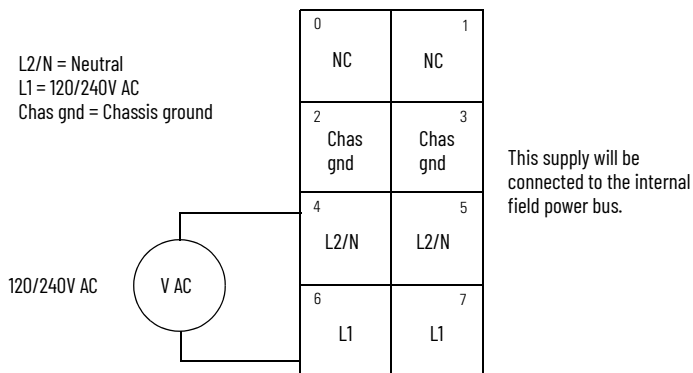 L2/N = Neutral
L1 = 120/240V AC
Chas gnd = Chassis ground
0
NC
1
NC
2
Chas
gnd
3
Chas
gnd
This supply will be
connected to the internal
field power bus.
4
L2/N
5
L2/N
120/240V AC
V AC
6
L1
7
L1